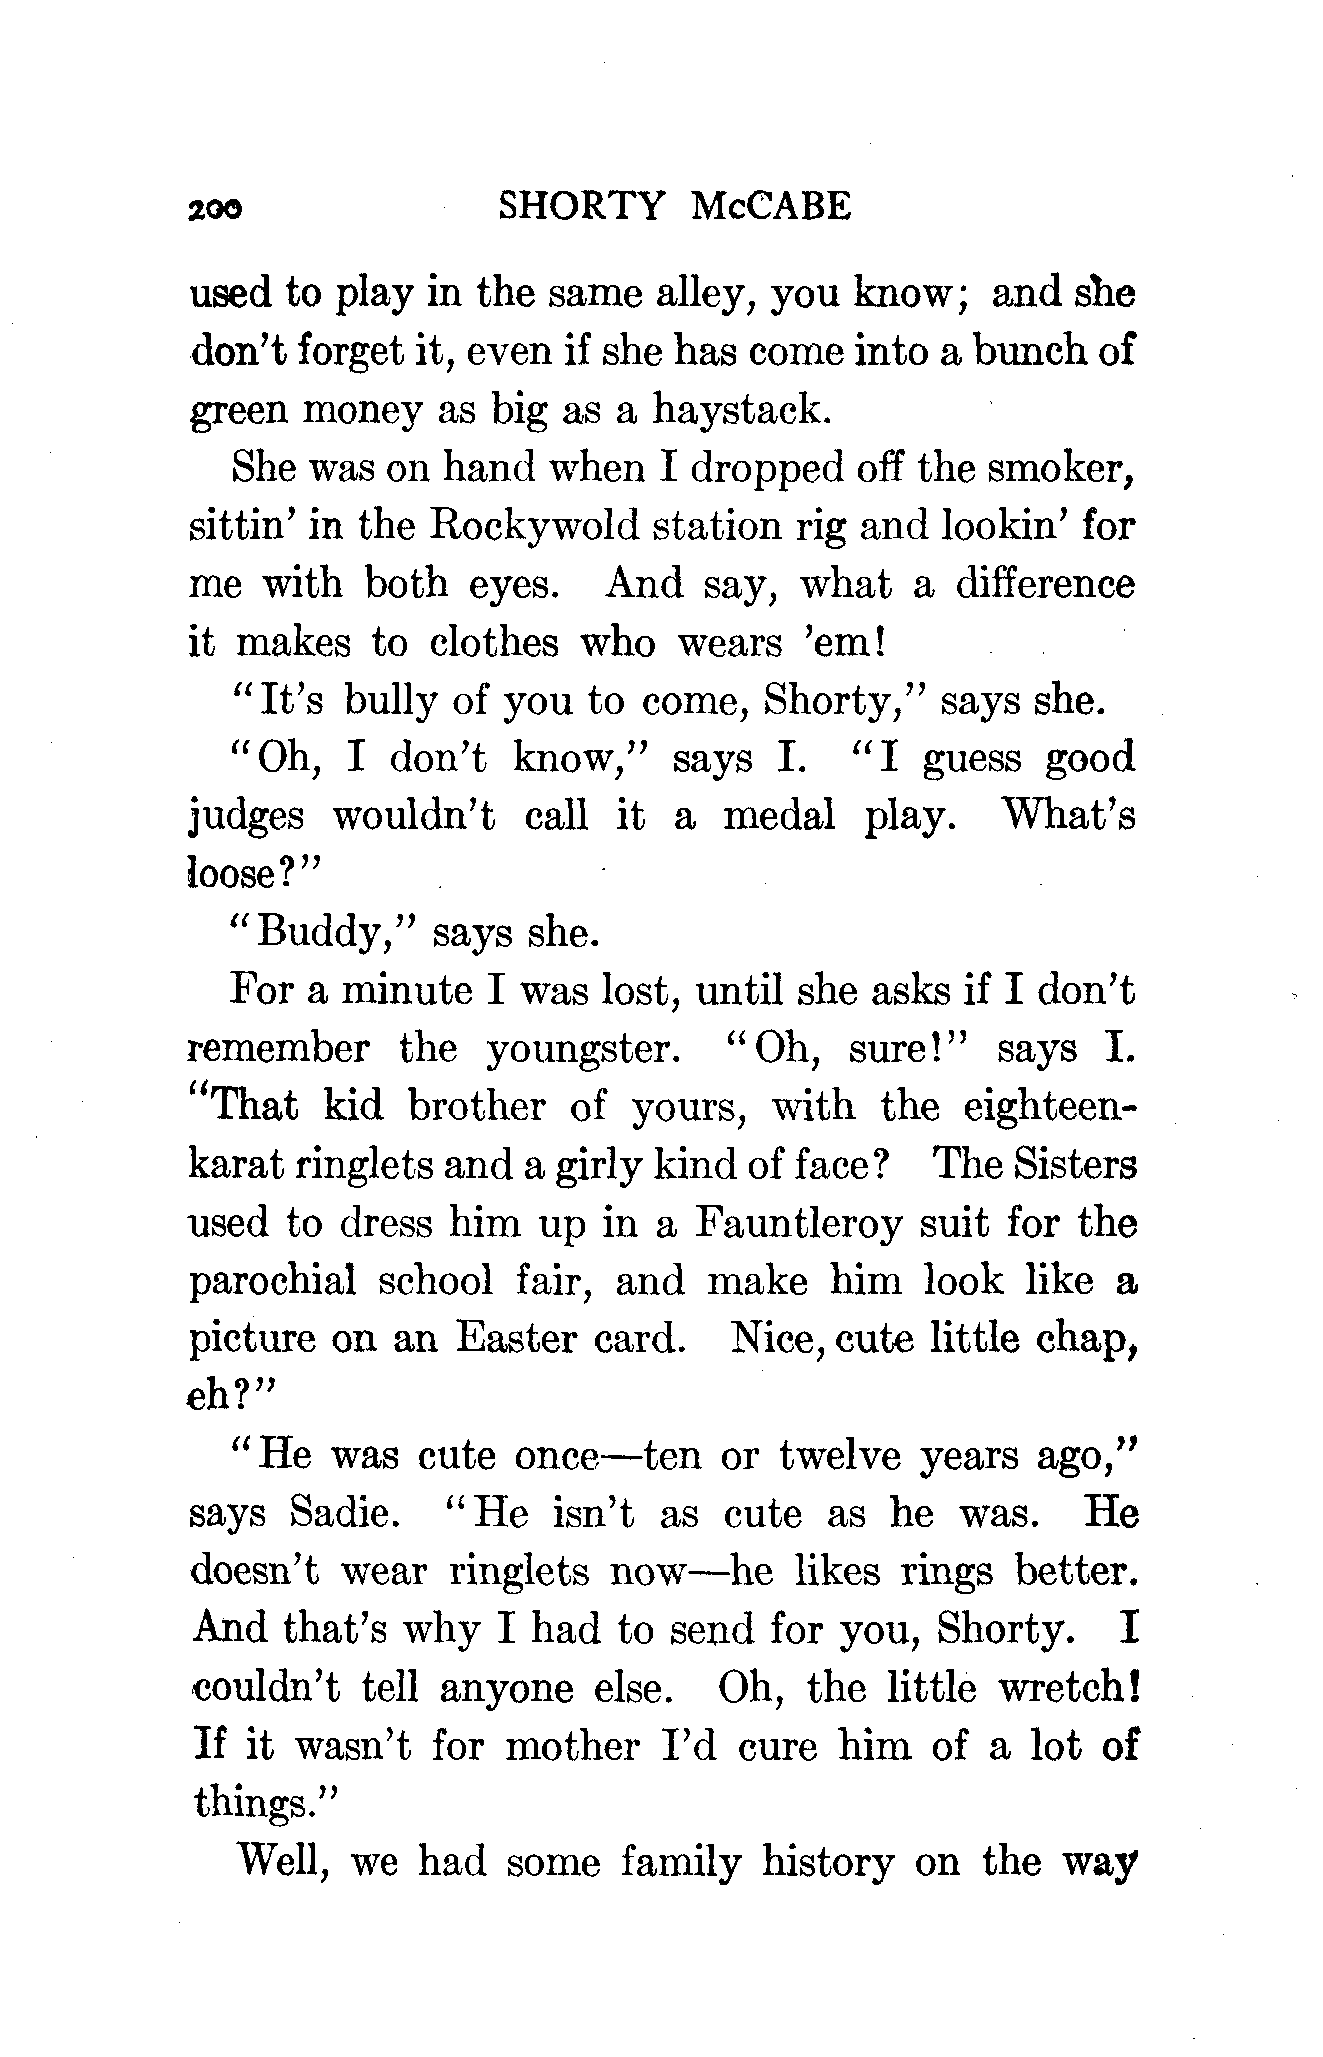 200 SHORTY McCABE
used to play in the same alley, you know; and she
don't forget it, even if she has come into a bunch of
green money as big as a haystack.
She was on hand when I dropped off the smoker,
sittin' in the Rockywold station rig and lookin' for
me with both eyes. And say, what a difference
it makes to clothes who wears 'em!
"It's bully of you to come, Shorty," says she.
"Oh, I don't know," says I. "I guess good
judges wouldn't call it a medal play. What's
loose?"
"Buddy," says she.
For a minute I was lost, until she asks if I don't
remember the youngster. "Oh, sure!" says I.
"That kid brother of yours, with the eighteen-
karat ringlets and a girly kind of face? The Sisters
used to dress him up in a Fauntleroy suit for the
parochial school fair, and make him look like a
picture on an Easter card. Nice, cute little chap,
eh?"
"He was cute once—ten or twelve years ago,"
says Sadie. "He isn't as cute as he was. He
doesn't wear ringlets now—he likes rings better.
And that's why I had to send for you, Shorty. I
couldn't tell anyone else. Oh, the little wretch!
If it wasn't for mother I'd cure him of a lot of
things."
Well, we had some family history on the way